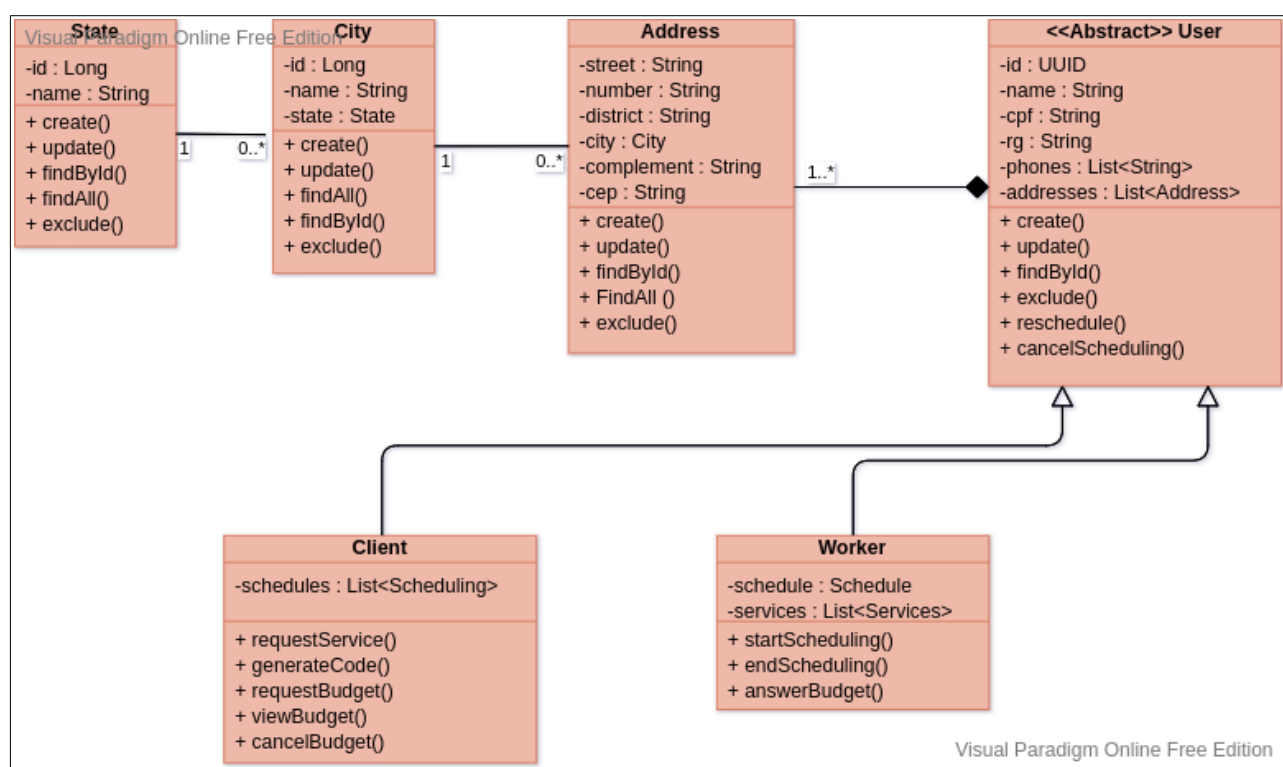 Visual Paradigm Online Free Edition
State
-id : Long
-name : String
+ create()
+ update()
+ findById()
+ findAll()
+ exclude()
1
0..*
City
-id : Long
-name : String
-state : State
+ create()
+ update()
+ findAll()
+ findById()
+ exclude()
1
0..*
Address
-street : String
-number : String
-district : String
-city : City
-complement : String
-cep : String
+ create()
+ update()
+ findById()
+ FindAll ()
+ exclude()
1..*
<<Abstract>> User
-id : UUID
-name : String
-cpf : String
-rg : String
-phones : List<String>
-addresses : List<Address>
+ create()
+ update()
+ findById()
+ exclude()
+ reschedule()
+ cancelScheduling()
Client
-schedules : List<Scheduling>
+ requestService()
+ generateCode()
+ requestBudget()
+ viewBudget()
+ cancelBudget()
Worker
-schedule : Schedule
-services : List<Services>
+ startScheduling()
+ endScheduling()
+ answerBudget()
Visual Paradigm Online Free Edition